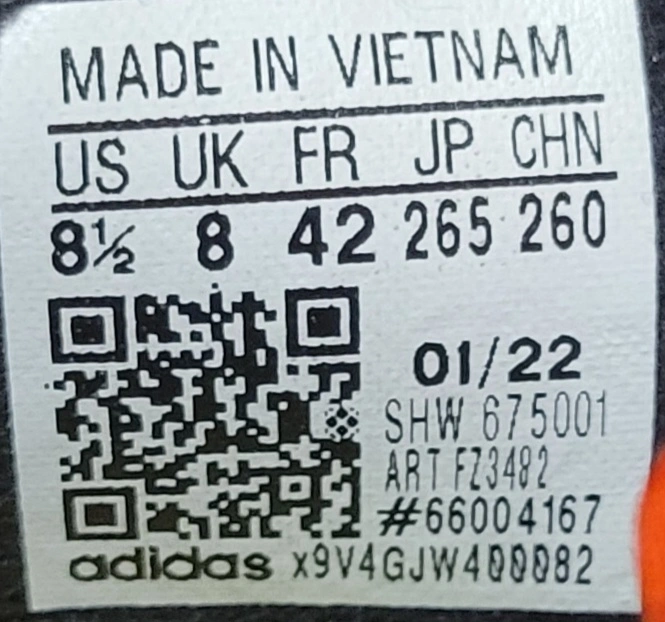 MADE IN VIETNAM
US UK FR JP CHN
8½ 8 42 265 260
01/22
SHW 675001
ART FZ3482
#66004167
adidas x9V4GJW400082